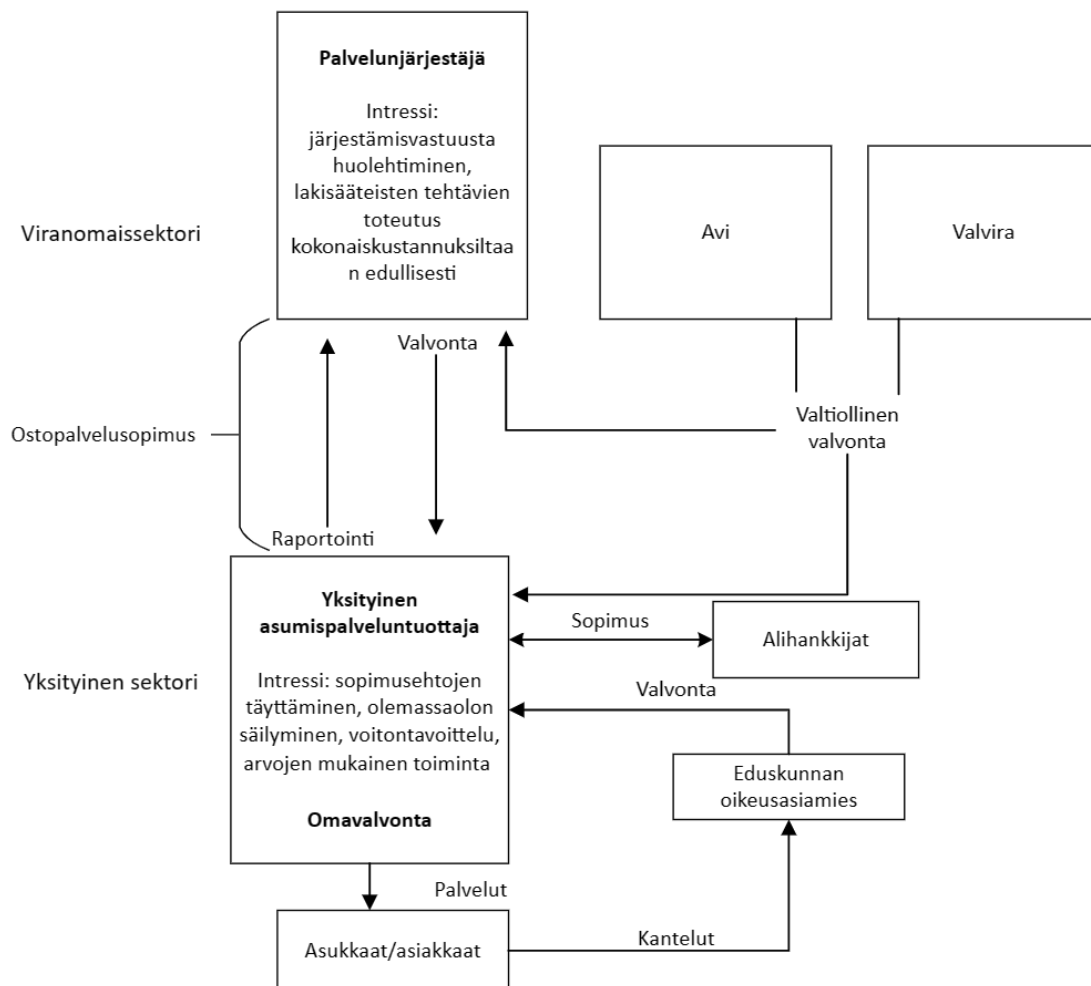 Palvelunjärjestäjä
Intressi:
järjestämisvastuusta
huolehtiminen,
lakisääteisten tehtävien
toteutus
kokonaiskustannuksiltaa
n edullisesti
Viranomaissektori
Avi
Valvira
Valvonta
Valtiollinen
valvonta
Ostopalvelusopimus
Raportointi
Yksityinen
asumispalveluntuottaja
Intressi: sopimusehtojen
täyttäminen, olemassaolon
säilyminen, voitontavoittelu,
arvojen mukainen toiminta
Omavalvonta
Yksityinen sektori
Sopimus
Alihankkijat
Valvonta
Eduskunnan
oikeusasiamies
Palvelut
Asukkaat/asiakkaat
Kantelut